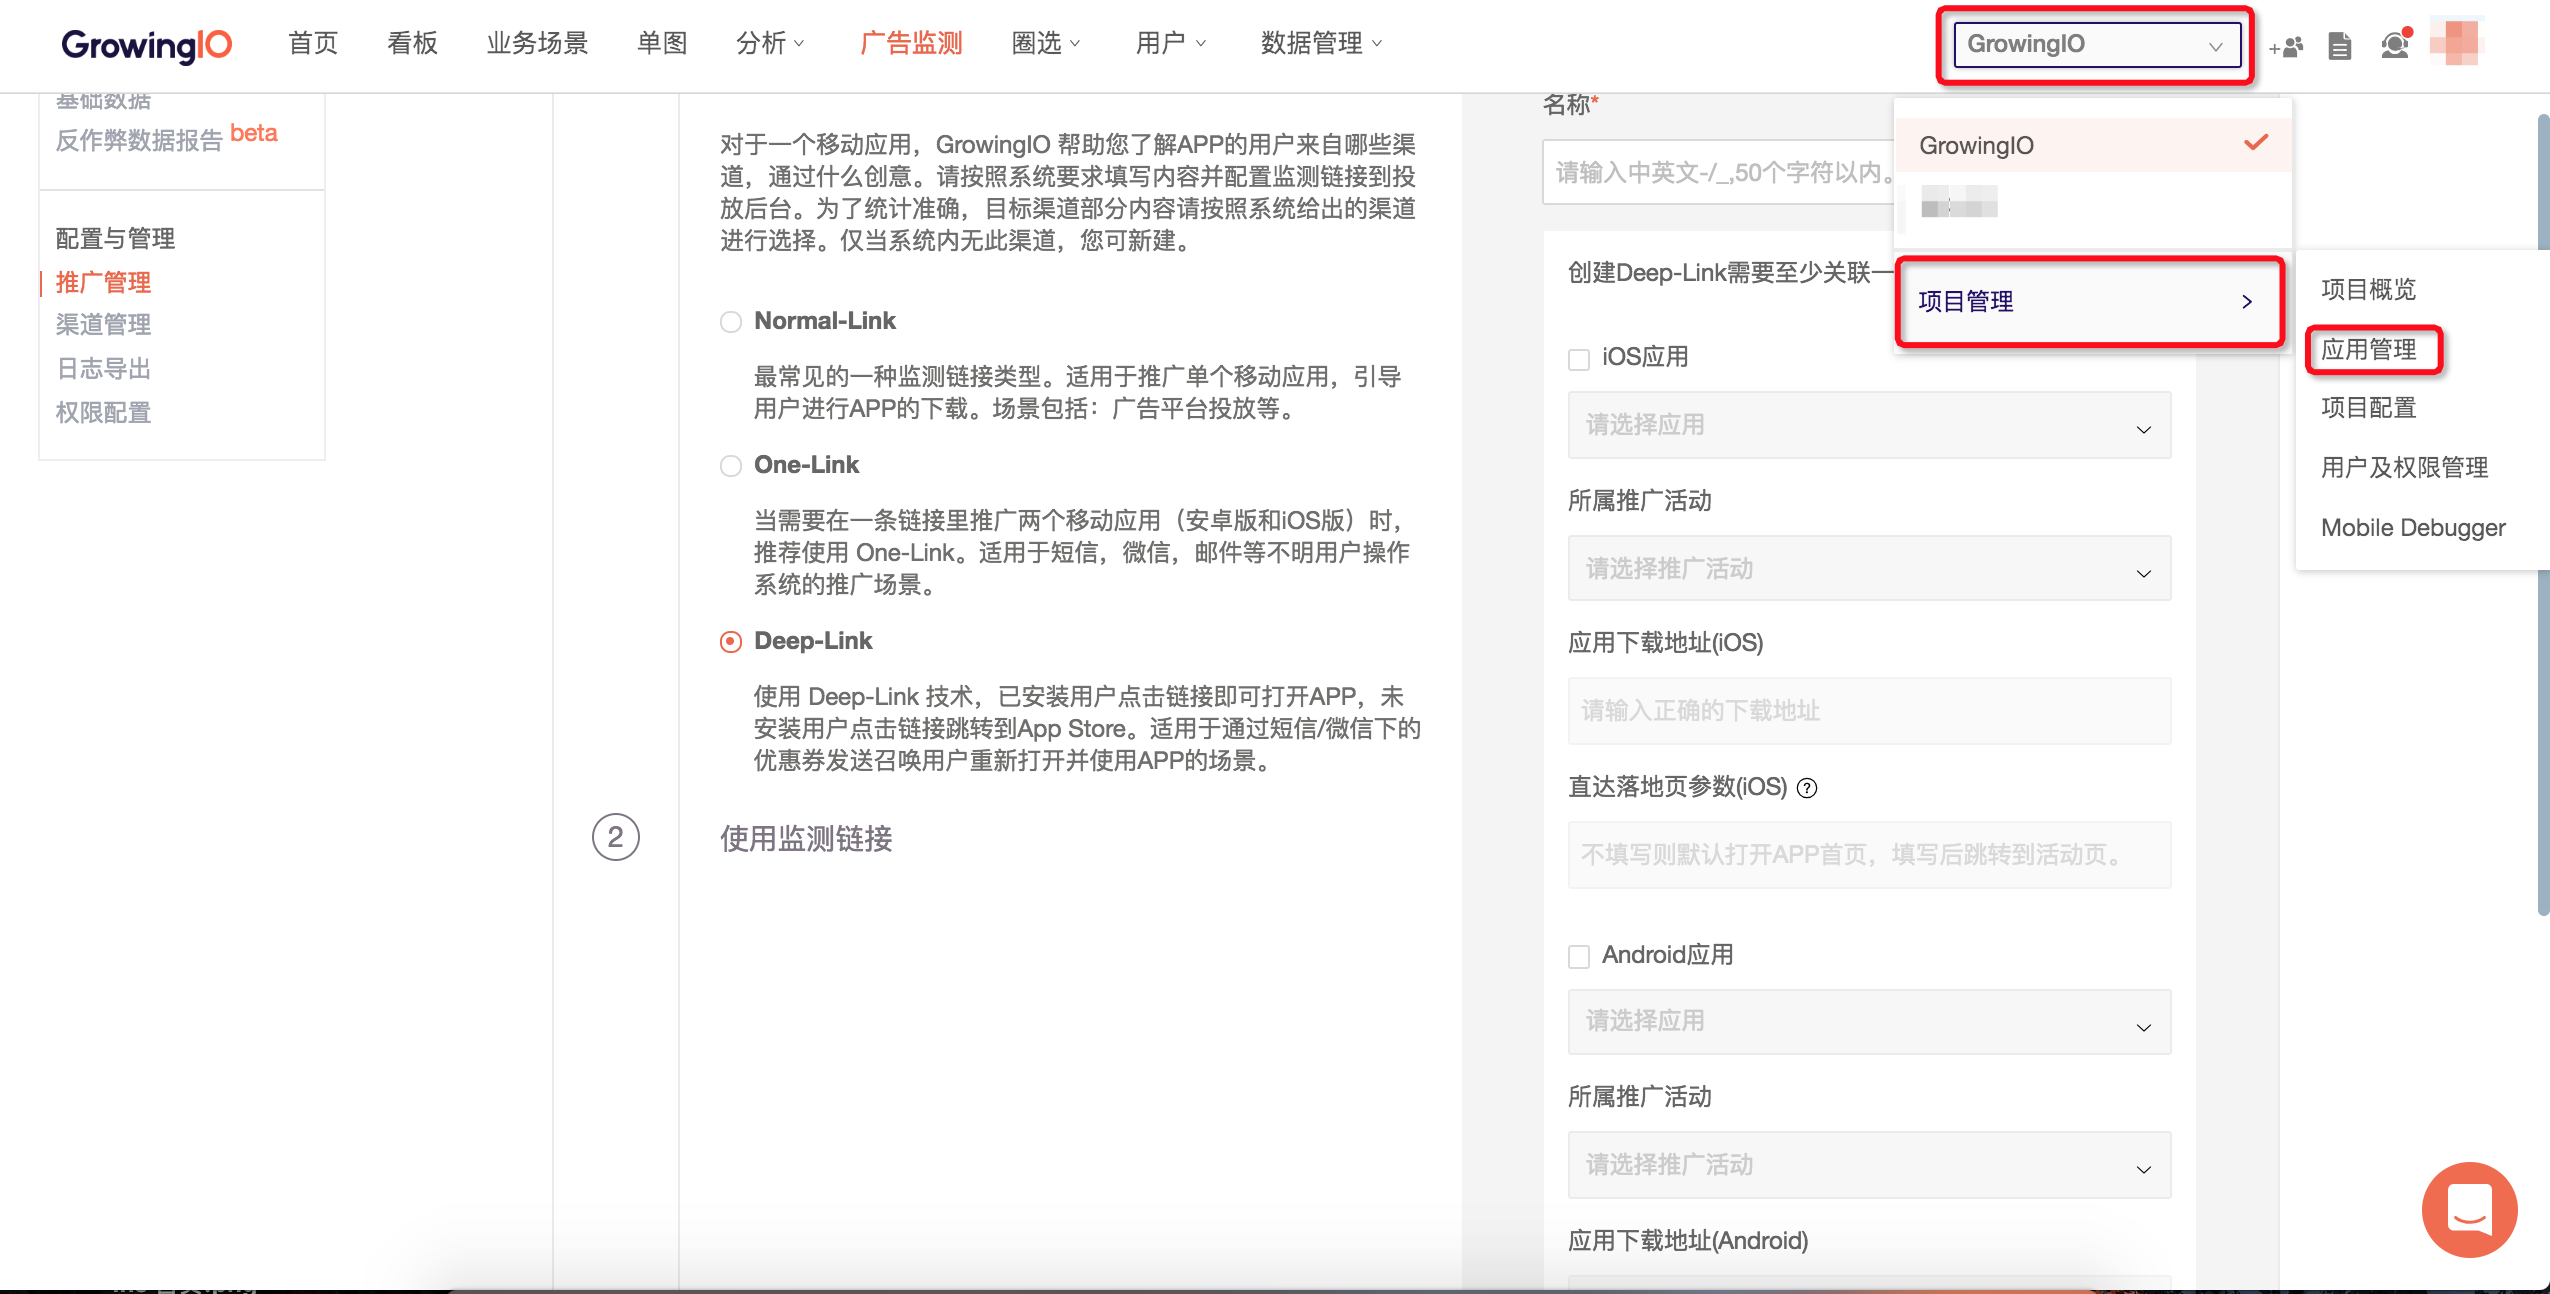 GrowingIO
首页
看板
业务场景
单图
分析
广告监测
圈选
用户
数据管理
GrowingIO
基础数据
反作弊数据报告 beta
配置与管理
推广管理
渠道管理
日志导出
权限配置
对于一个移动应用，GrowingIO 帮助您了解APP的用户来自哪些渠
道，通过什么创意。请按照系统要求填写内容并配置监测链接到投
放后台。为了统计准确，目标渠道部分内容请按照系统给出的渠道
进行选择。仅当系统内无此渠道，您可新建。
Normal-Link
最常见的一种监测链接类型。适用于推广单个移动应用，引导
用户进行APP的下载。场景包括：广告平台投放等。
One-Link
当需要在一条链接里推广两个移动应用（安卓版和iOS版）时，
推荐使用 One-Link。适用于短信，微信，邮件等不明用户操作
系统的推广场景。
Deep-Link
使用 Deep-Link 技术，已安装用户点击链接即可打开APP，未
安装用户点击链接跳转到App Store。适用于通过短信/微信下的
优惠券发送召唤用户重新打开并使用APP的场景。
2
使用监测链接
名称*
请输入中英文-/_,50个字符以内。
创建Deep-Link需要至少关联一
iOS应用
请选择应用
所属推广活动
请选择推广活动
应用下载地址(iOS)
请输入正确的下载地址
直达落地页参数(iOS) ?
不填写则默认打开APP首页，填写后跳转到活动页。
Android应用
请选择应用
所属推广活动
请选择推广活动
应用下载地址(Android)
GrowingIO
项目管理
项目概览
应用管理
项目配置
用户及权限管理
Mobile Debugger